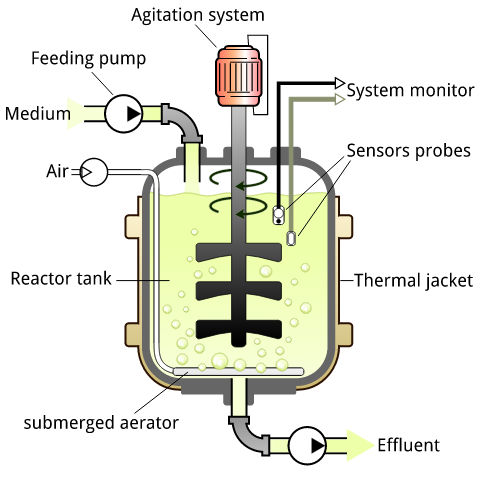 Agitation system
Feeding pump
Medium
System monitor
Air
Sensors probes
Reactor tank
Thermal jacket
submerged aerator
Effluent